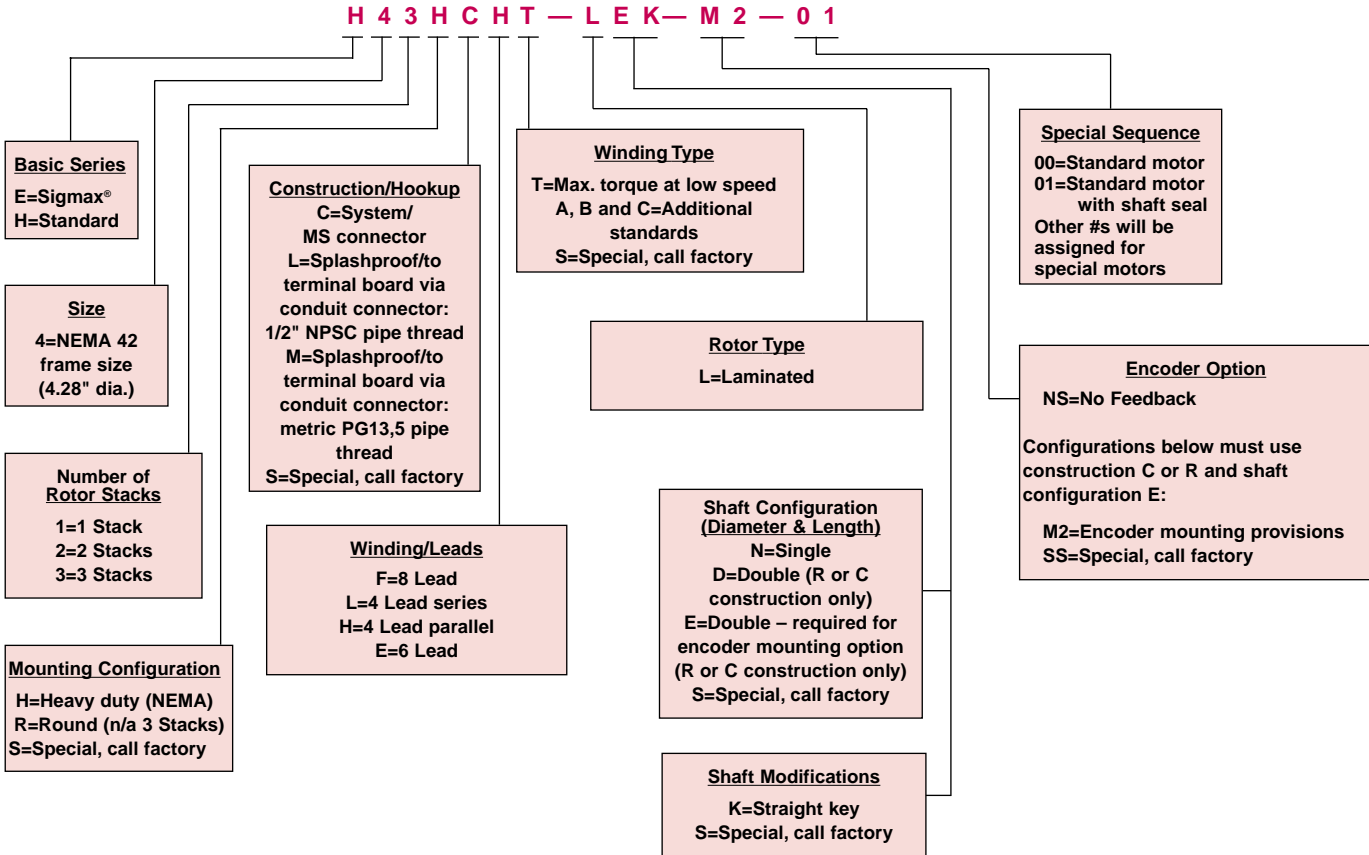 H 4 3 H C H T — L E K — M 2 — 0 1
Basic Series
E=Sigmax®
H=Standard
Size
4=NEMA 42
frame size
(4.28" dia.)
Number of
Rotor Stacks
1=1 Stack
2=2 Stacks
3=3 Stacks
Mounting Configuration
H=Heavy duty (NEMA)
R=Round (n/a 3 Stacks)
S=Special, call factory
Construction/Hookup
C=System/
MS connector
L=Splashproof/to
terminal board via
conduit connector:
1/2" NPSC pipe thread
M=Splashproof/to
terminal board via
conduit connector:
metric PG13,5 pipe
thread
S=Special, call factory
Winding/Leads
F=8 Lead
L=4 Lead series
H=4 Lead parallel
E=6 Lead
Winding Type
T=Max. torque at low speed
A, B and C=Additional
standards
S=Special, call factory
Rotor Type
L=Laminated
Shaft Configuration
(Diameter & Length)
N=Single
D=Double (R or C
construction only)
E=Double – required for
encoder mounting option
(R or C construction only)
S=Special, call factory
Shaft Modifications
K=Straight key
S=Special, call factory
Special Sequence
00=Standard motor
01=Standard motor
with shaft seal
Other #s will be
assigned for
special motors
Encoder Option
NS=No Feedback
Configurations below must use
construction C or R and shaft
configuration E:
M2=Encoder mounting provisions
SS=Special, call factory